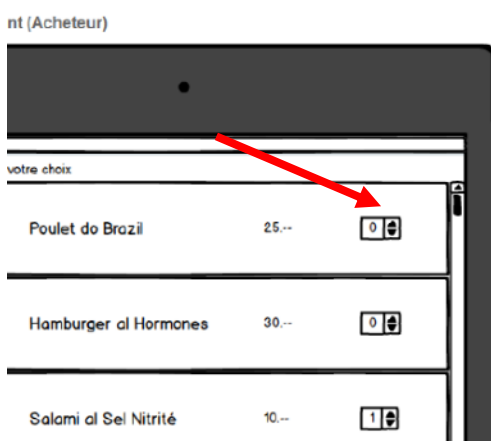 nt (Acheteur)
votre choix
Poulet do Brazil 25.-- 0
Hamburger al Hormones 30.-- 0
Salami al Sel Nitrité 10.-- 1